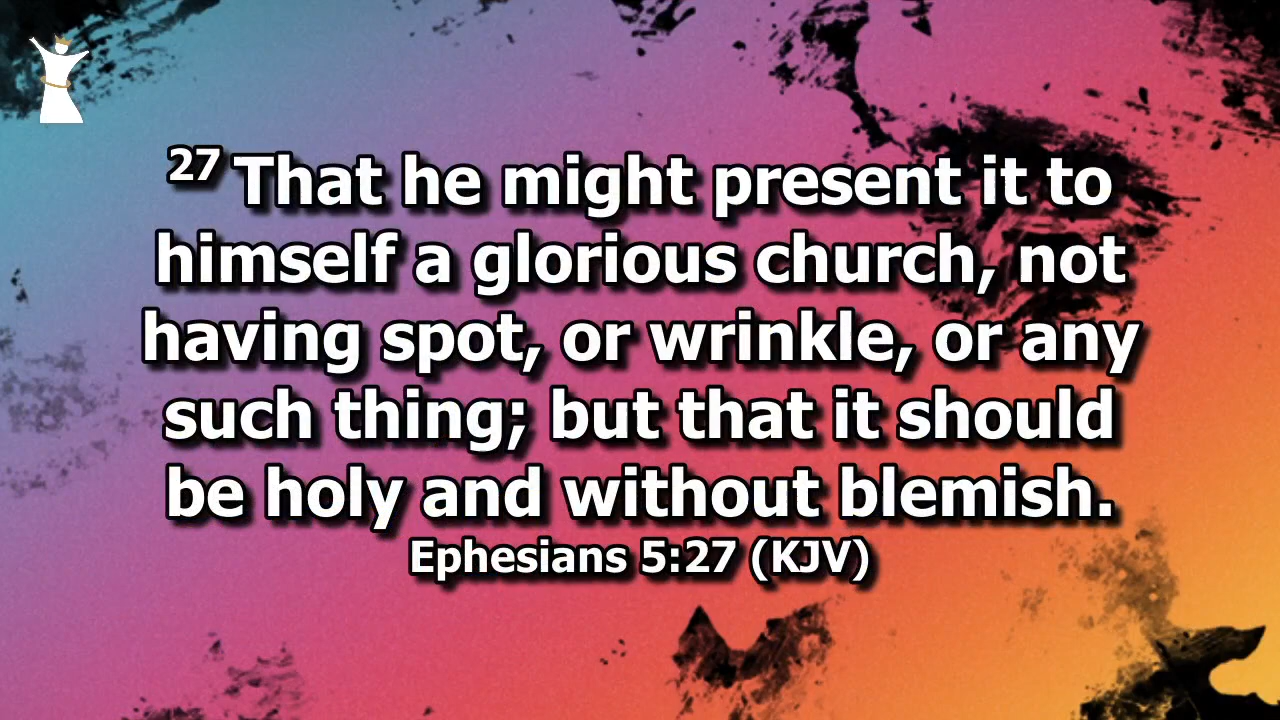 27 That he might present it to
himself a glorious church, not
having spot, or wrinkle, or any
such thing; but that it should
be holy and without blemish.
Ephesians 5:27 (KJV)